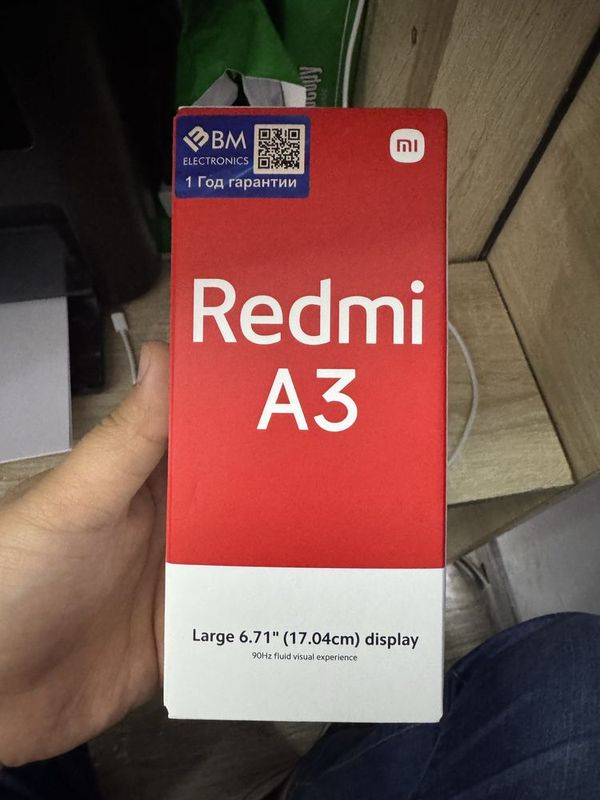 BM
ELECTRONICS
1 Год гарантии
mi
Redmi
A3
Large 6.71" (17.04cm) display
90Hz fluid visual experience